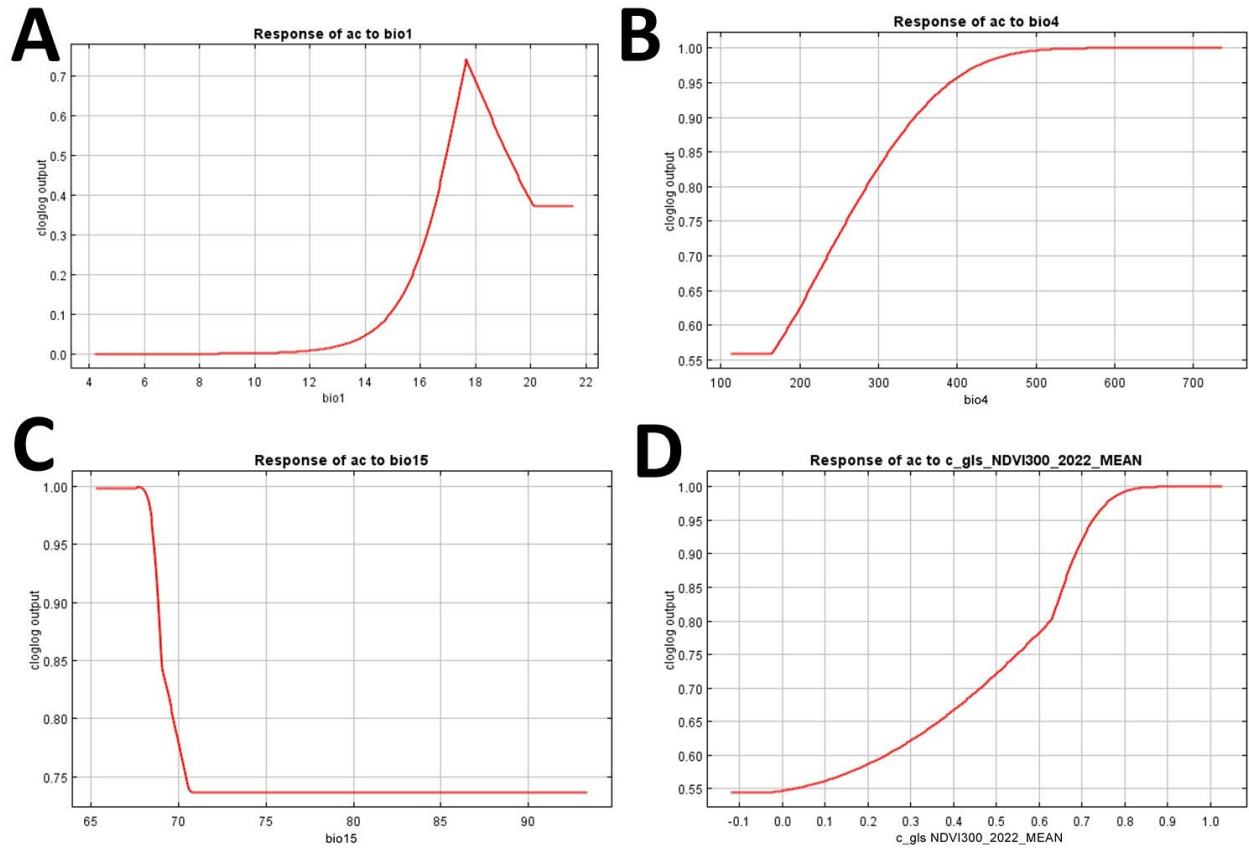 A
Response of ac to bio1
cloglog output
0.7
0.6
0.5
0.4
0.3
0.2
0.1
0.0
4 6 8 10 12 14 16 18 20 22
bio1
B
Response of ac to bio4
cloglog output
1.00
0.95
0.90
0.85
0.80
0.75
0.70
0.65
0.60
0.55
100 200 300 400 500 600 700
bio4
C
Response of ac to bio15
cloglog output
1.00
0.95
0.90
0.85
0.80
0.75
65 70 75 80 85 90
bio15
D
Response of ac to c_gls_NDVI300_2022_MEAN
cloglog output
1.00
0.95
0.90
0.85
0.80
0.75
0.70
0.65
0.60
0.55
-0.1 0.0 0.1 0.2 0.3 0.4 0.5 0.6 0.7 0.8 0.9 1.0
c_gls NDVI300_2022_MEAN